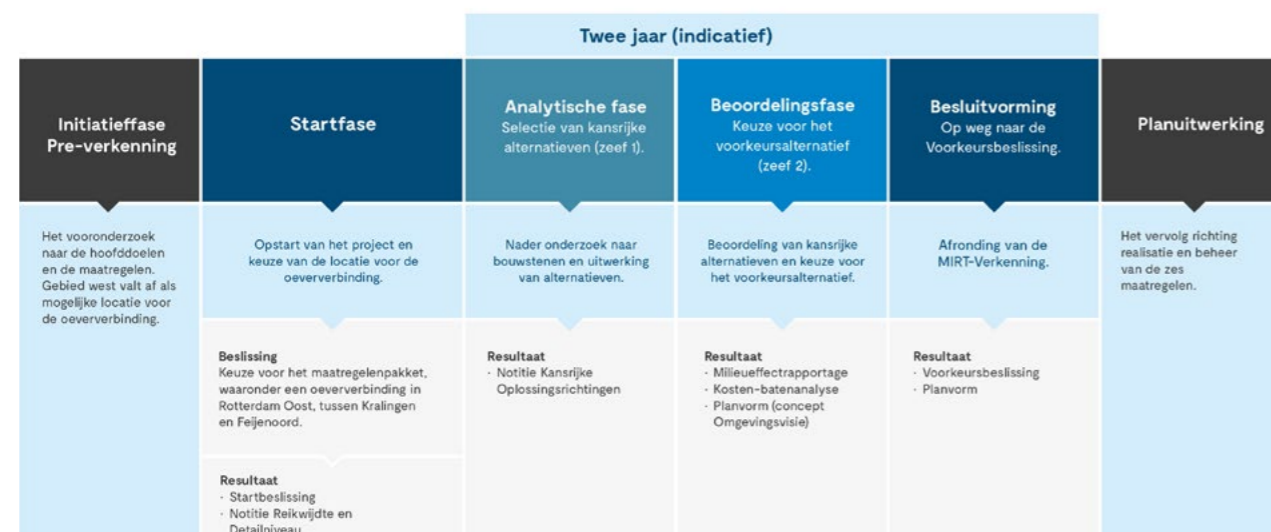 Twee jaar (indicatief)
Initiatieffase
Pre-verkenning
Het vooronderzoek
naar de hoofddoelen
en de maatregelen.
Gebied west valt af als
mogelijke locatie voor
de oeververbinding.
Startfase
Opstart van het project en
keuze van de locatie voor de
oeververbinding.
Beslissing
Keuze voor het maatregelenpakket,
waaronder een oeververbinding in
Rotterdam Oost, tussen Kralingen
en Feijenoord.
Resultaat
· Startbeslissing
· Notitie Reikwijdte en
Detailniveau
Analytische fase
Selectie van kansrijke
alternatieven (zeef 1).
Nader onderzoek naar
bouwstenen en uitwerking
van alternatieven.
Resultaat
· Notitie Kansrijke
Oplossingsrichtingen
Beoordelingsfase
Keuze voor het
voorkeursalternatief
(zeef 2).
Beoordeling van kansrijke
alternatieven en keuze voor
het voorkeursalternatief.
Resultaat
· Milieueffectrapportage
· Kosten-batenanalyse
· Planvorm (concept
Omgevingsvisie)
Besluitvorming
Op weg naar de
Voorkeursbeslissing.
Afronding van de
MIRT-Verkenning.
Resultaat
· Voorkeursbeslissing
· Planvorm
Planuitwerking
Het vervolg richting
realisatie en beheer
van de zes
maatregelen.